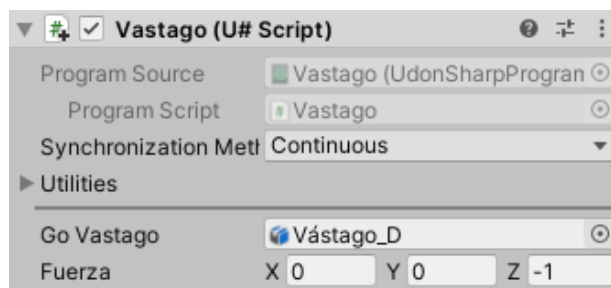 Vastago (U# Script)
Program Source Vastago (UdonSharpProgran
Program Script Vastago
Synchronization Metl Continuous
Utilities
Go Vastago Vástago_D
Fuerza X 0 Y 0 Z -1